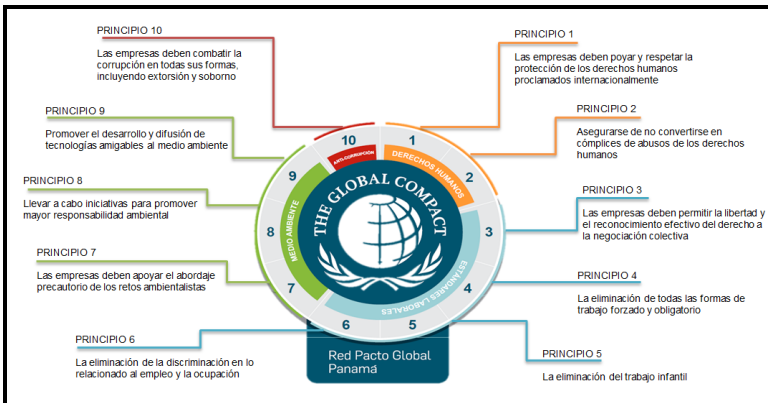 PRINCIPIO 10
Las empresas deben combatir la
corrupción en todas sus formas,
incluyendo extorsión y soborno
PRINCIPIO 1
Las empresas deben poyar y respetar la
protección de los derechos humanos
proclamados internacionalmente
PRINCIPIO 9
Promover el desarrollo y difusión de
tecnologías amigables al medio ambiente
PRINCIPIO 2
Asegurarse de no convertirse en
cómplices de abusos de los derechos
humanos
PRINCIPIO 8
Llevar a cabo iniciativas para promover
mayor responsabilidad ambiental
PRINCIPIO 3
Las empresas deben permitir la libertad y
el reconocimiento efectivo del derecho a
la negociación colectiva
PRINCIPIO 7
Las empresas deben apoyar el abordaje
precautorio de los retos ambientalistas
PRINCIPIO 4
La eliminación de todas las formas de
trabajo forzado y obligatorio
PRINCIPIO 6
La eliminación de la discriminación en lo
relacionado al empleo y la ocupación
PRINCIPIO 5
La eliminación del trabajo infantil
10
1
2
3
4
5
6
7
8
9
ANTI-CORRUPCIÓN
DERECHOS HUMANOS
ESTÁNDARES LABORALES
MEDIO AMBIENTE
THE GLOBAL COMPACT
Red Pacto Global
Panamá